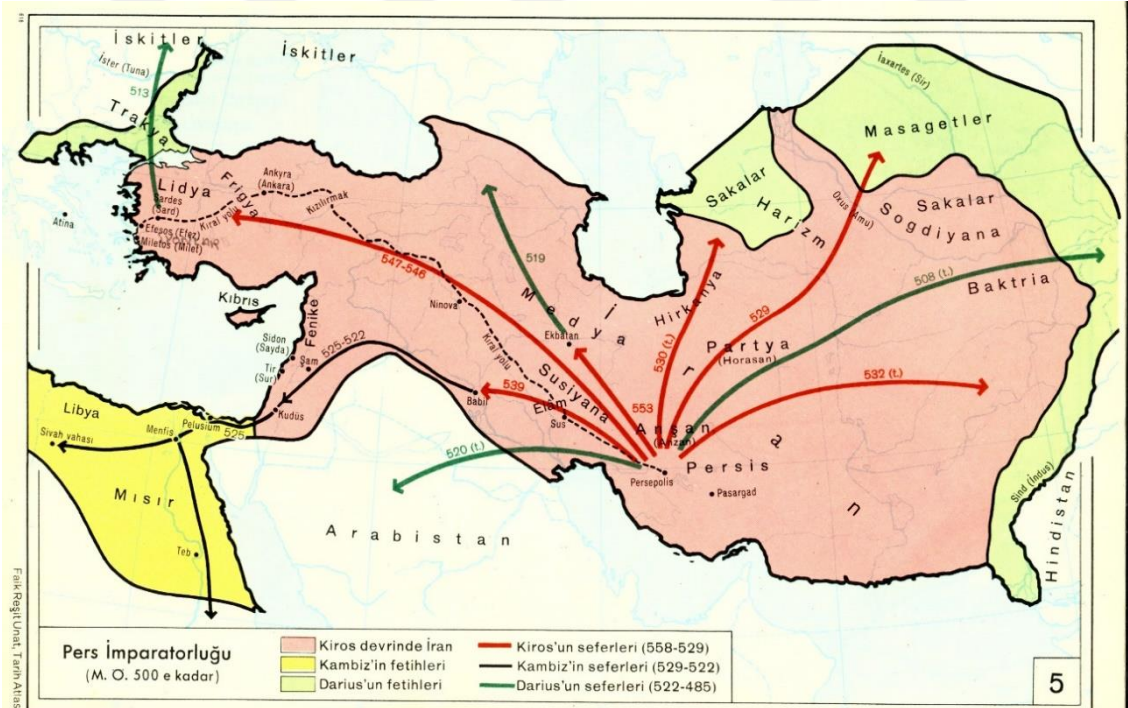 İskitler
İskitler
İster (Tuna)
513
Trakya
İaxartes (Sir)
Masagetler
Sakalar
Harizm
Oxus (Amu)
Sakalar
Sogdiyana
Lidya
Sardes
(Sard)
Frigya
Ankyra
(Ankara)
Kızılırmak
Kıral yolu
Atina
Efesos (Efez)
Miletos (Milet)
547-546
519
Medya
Hirkanya
508 (t.)
Baktria
Kıbrıs
Fenike
Ninova
Ekbatan
530 (t.)
529
Partya
(Horasan)
Sidon
(Sayda)
Tir
(Sur)
Şam
525-522
Kıral yolu
Susiyana
539
Babil
Elam
Sus
553
532 (t.)
İran
Libya
Sivah vahası
Menfis
Pelusium
525
Kudüs
Anşan
(Anzan)
520 (t.)
Persis
Persepolis
Pasargad
Mısır
Teb
Arabistan
Sind (İndus)
Hindistan
Faik Reşit Unat, Tarih Atlas
Pers İmparatorluğu
(M. Ö. 500 e kadar)
Kiros devrinde İran
Kambiz'in fetihleri
Darius'un fetihleri
Kiros'un seferleri (558-529)
Kambiz'in seferleri (529-522)
Darius'un seferleri (522-485)
5